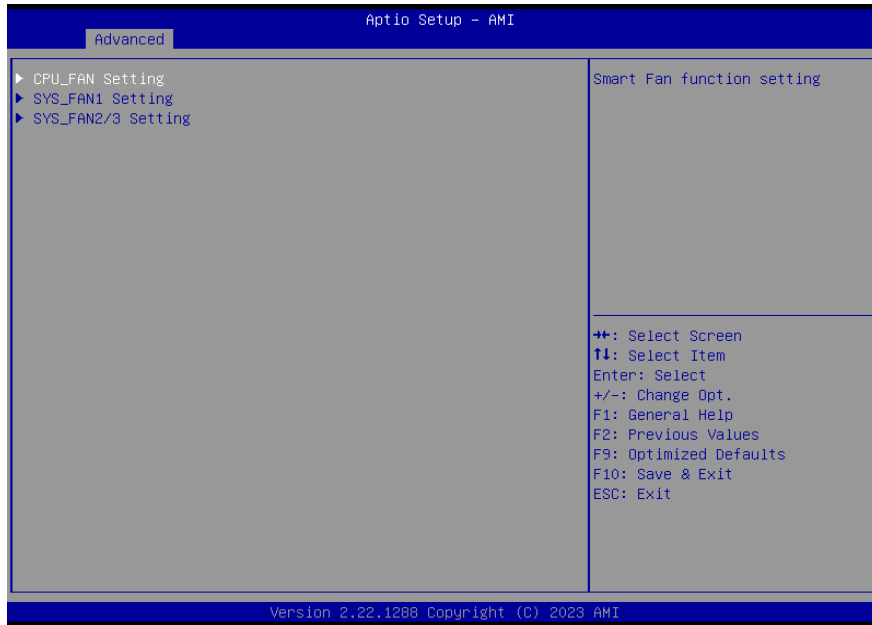 Aptio Setup – AMI
Advanced
▶ CPU_FAN Setting
▶ SYS_FAN1 Setting
▶ SYS_FAN2/3 Setting
Smart Fan function setting
→←: Select Screen
↑↓: Select Item
Enter: Select
+/-: Change Opt.
F1: General Help
F2: Previous Values
F9: Optimized Defaults
F10: Save & Exit
ESC: Exit
Version 2.22.1288 Copyright (C) 2023 AMI